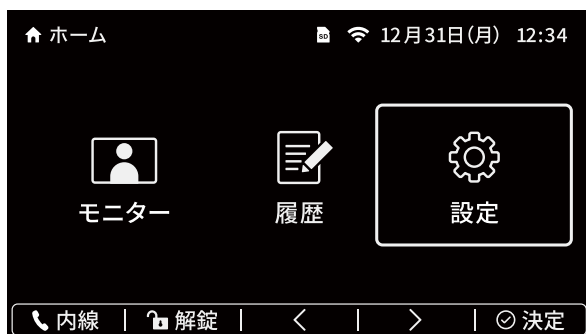 ホーム SD 12月31日(月) 12:34
モニター 履歴 設定
内線 解錠 < > 決定